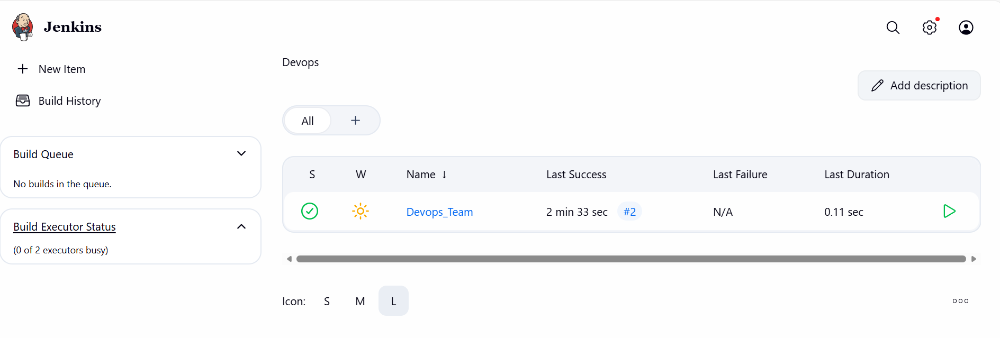 Jenkins
New Item
Build History
Build Queue
No builds in the queue.
Build Executor Status
(0 of 2 executors busy)
Devops
Add description
All
S W Name ↓ Last Success Last Failure Last Duration
Devops_Team 2 min 33 sec #2 N/A 0.11 sec
Icon: S M L